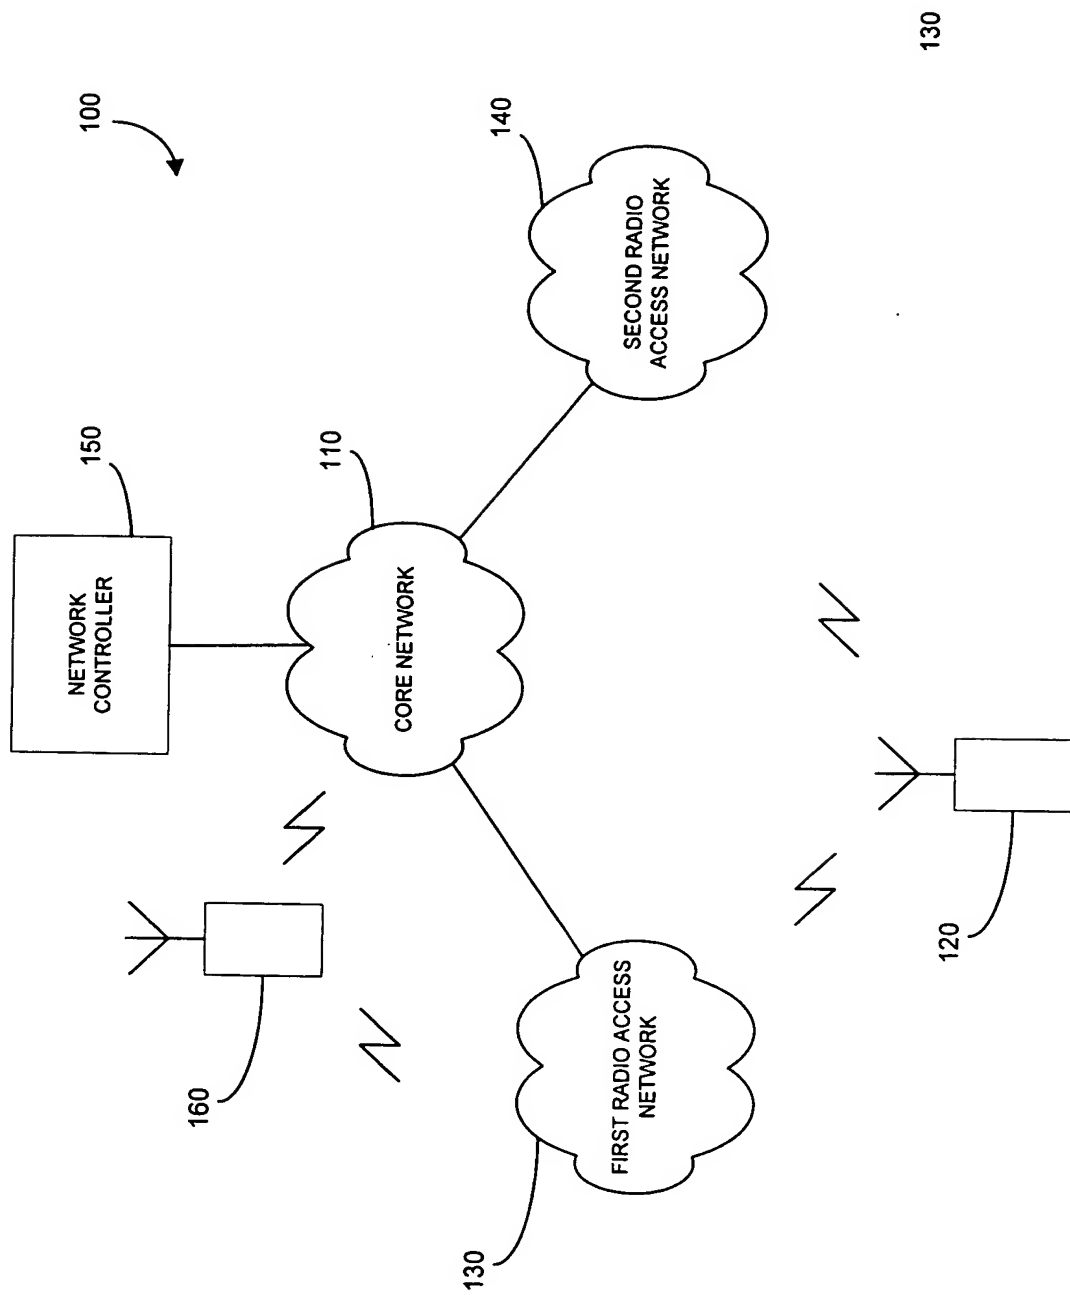 100
130
150
NETWORK
CONTROLLER
110
CORE NETWORK
140
SECOND RADIO
ACCESS NETWORK
160
130
FIRST RADIO ACCESS
NETWORK
120